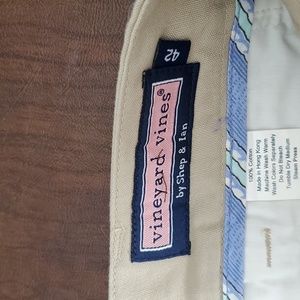 42
vineyard vines®
by Shep & Ian
100% Cotton
Made in Hong Kong
Machine Wash Warm
Wash Colors Separately
Do Not Bleach
Tumble Dry Medium
Steam Press